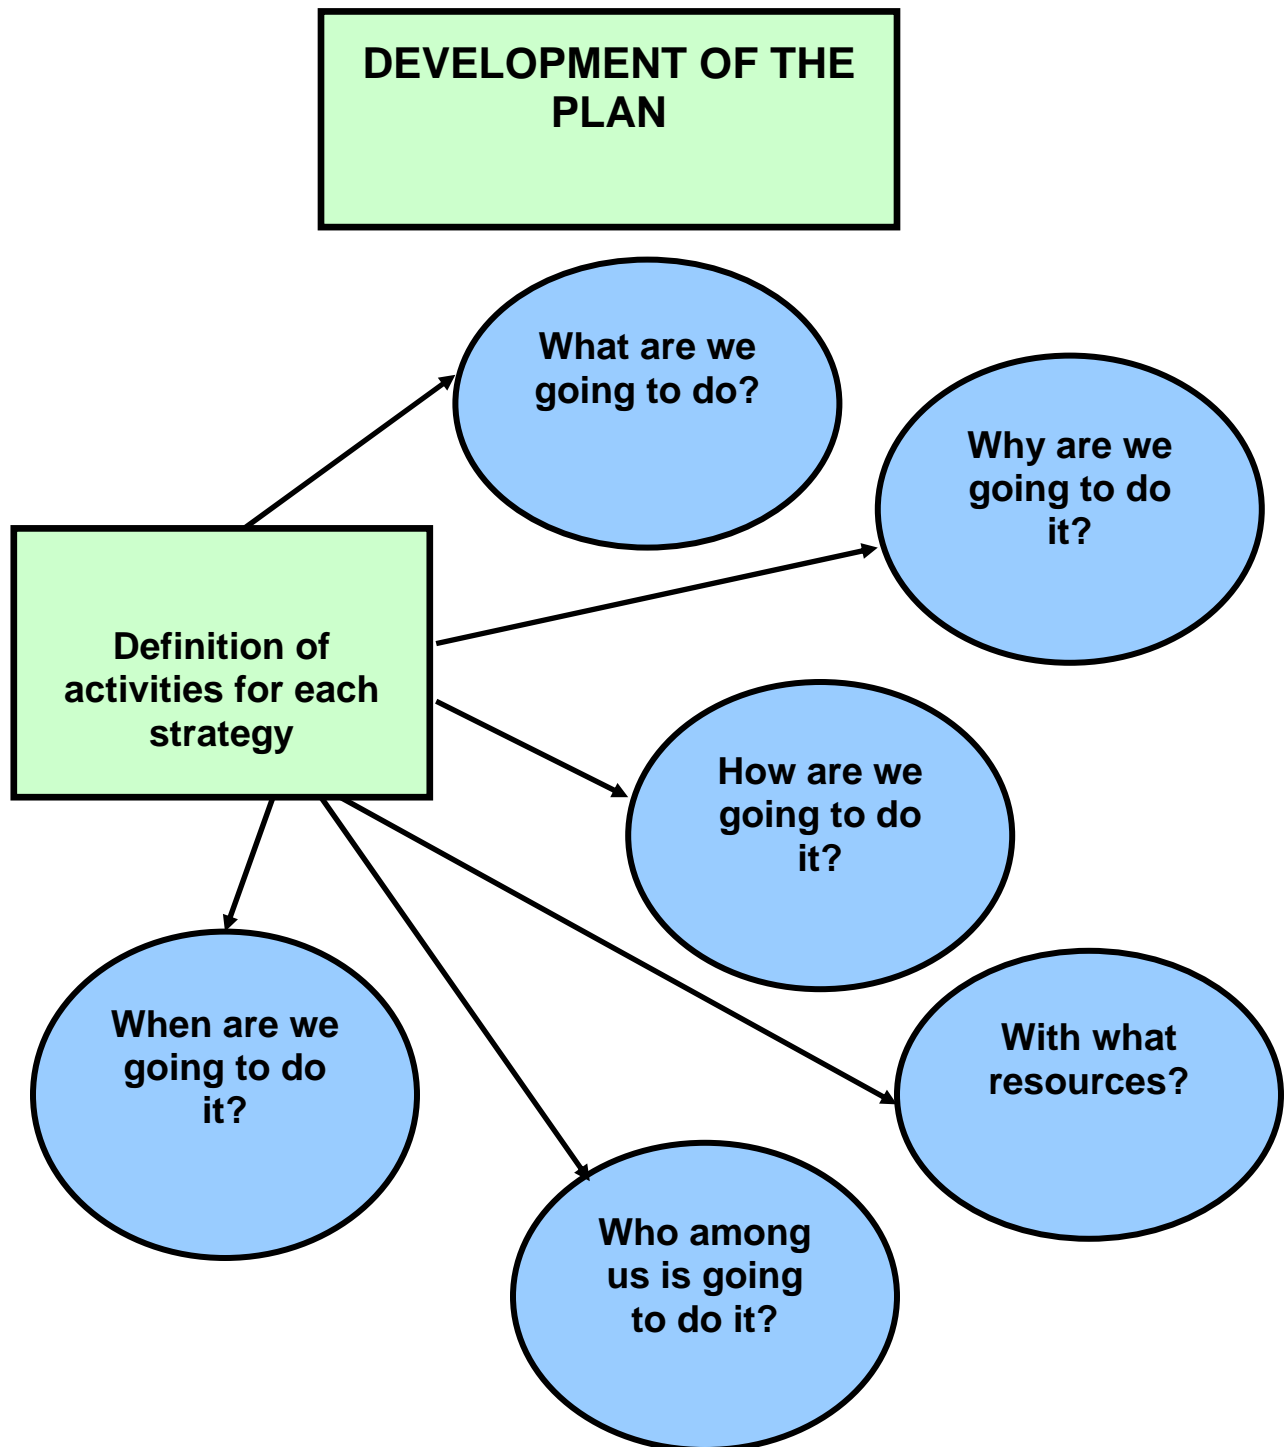 DEVELOPMENT OF THE
PLAN
What are we
going to do?
Why are we
going to do
it?
Definition of
activities for each
strategy
How are we
going to do
it?
When are we
going to do
it?
With what
resources?
Who among
us is going
to do it?